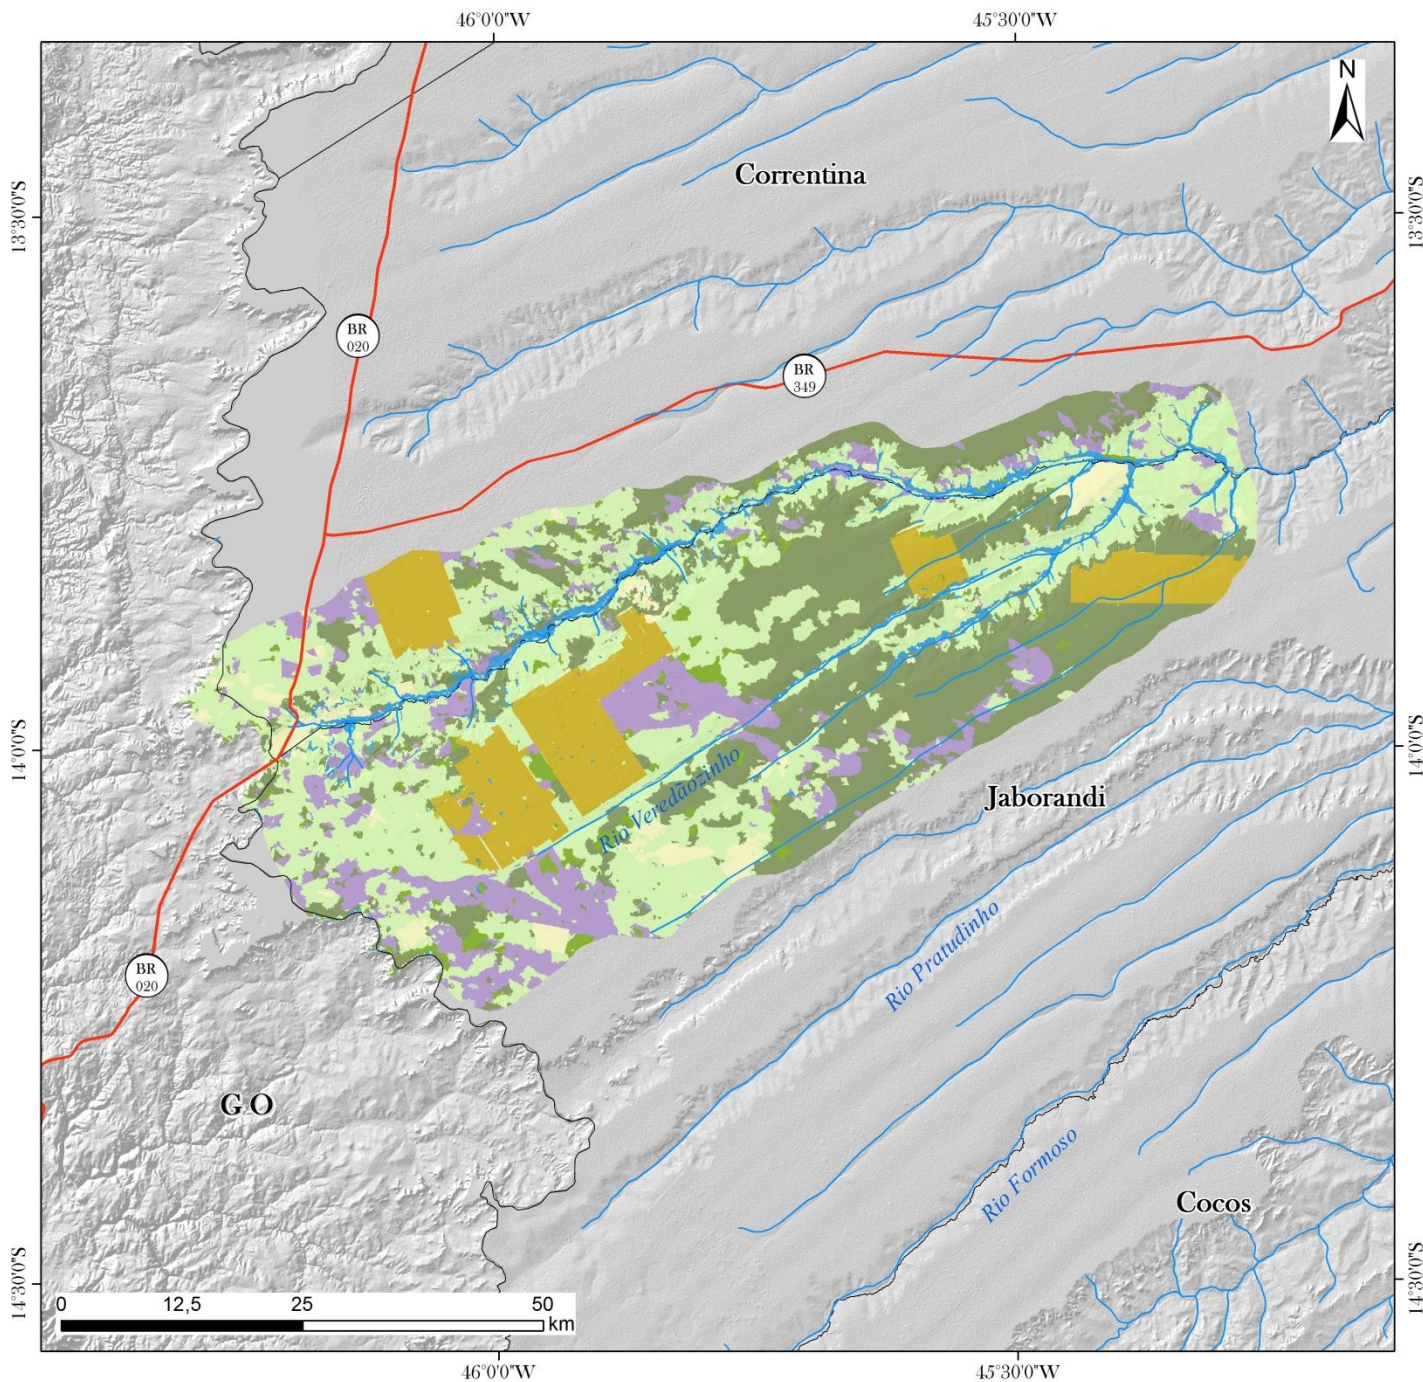 46°0'0"W
45°30'0"W
N
13°30'0"S
Correntina
13°30'0"S
BR
020
BR
349
14°0'0"S
14°0'0"S
Rio Veredãozinho
Jaborandi
Rio Pratudinho
BR
020
GO
Rio Formoso
Cocos
14°30'0"S
14°30'0"S
0 12,5 25 50
km
46°0'0"W
45°30'0"W